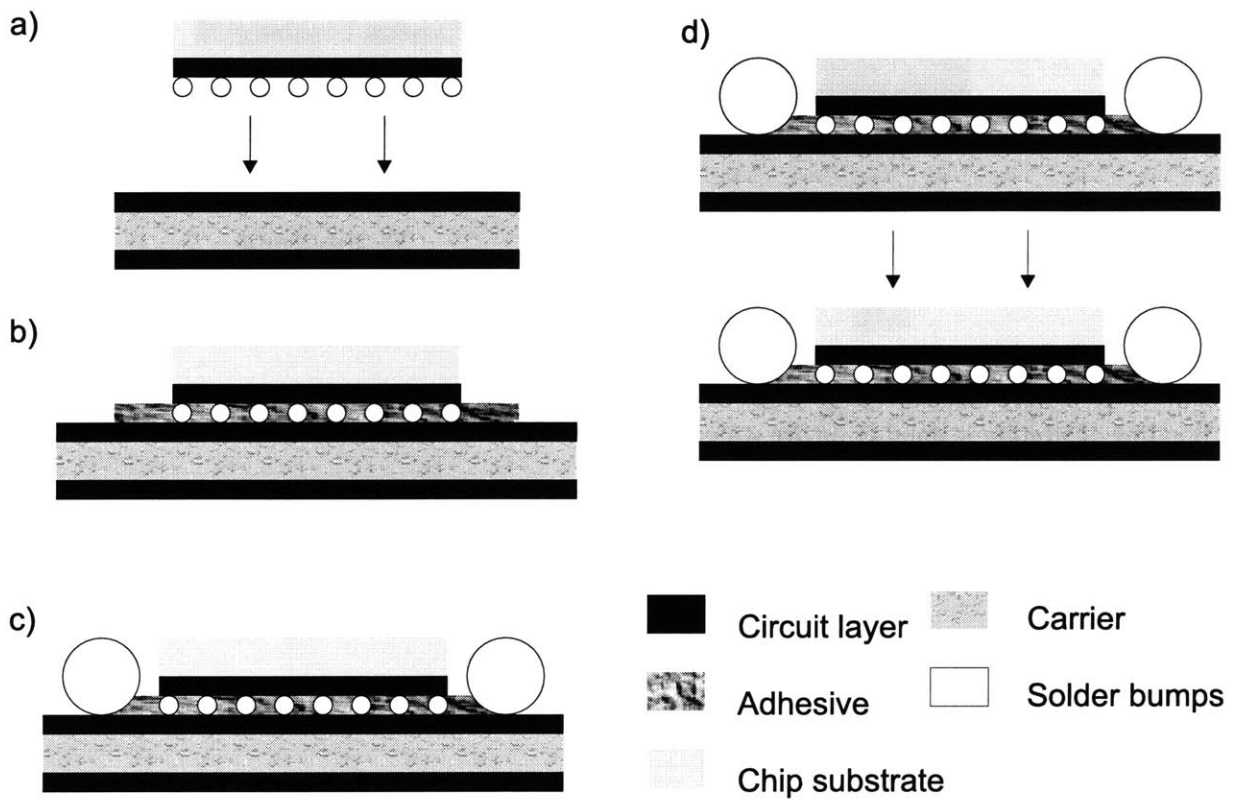 a)
b)
c)
d)
Circuit layer
Carrier
Adhesive
Solder bumps
Chip substrate